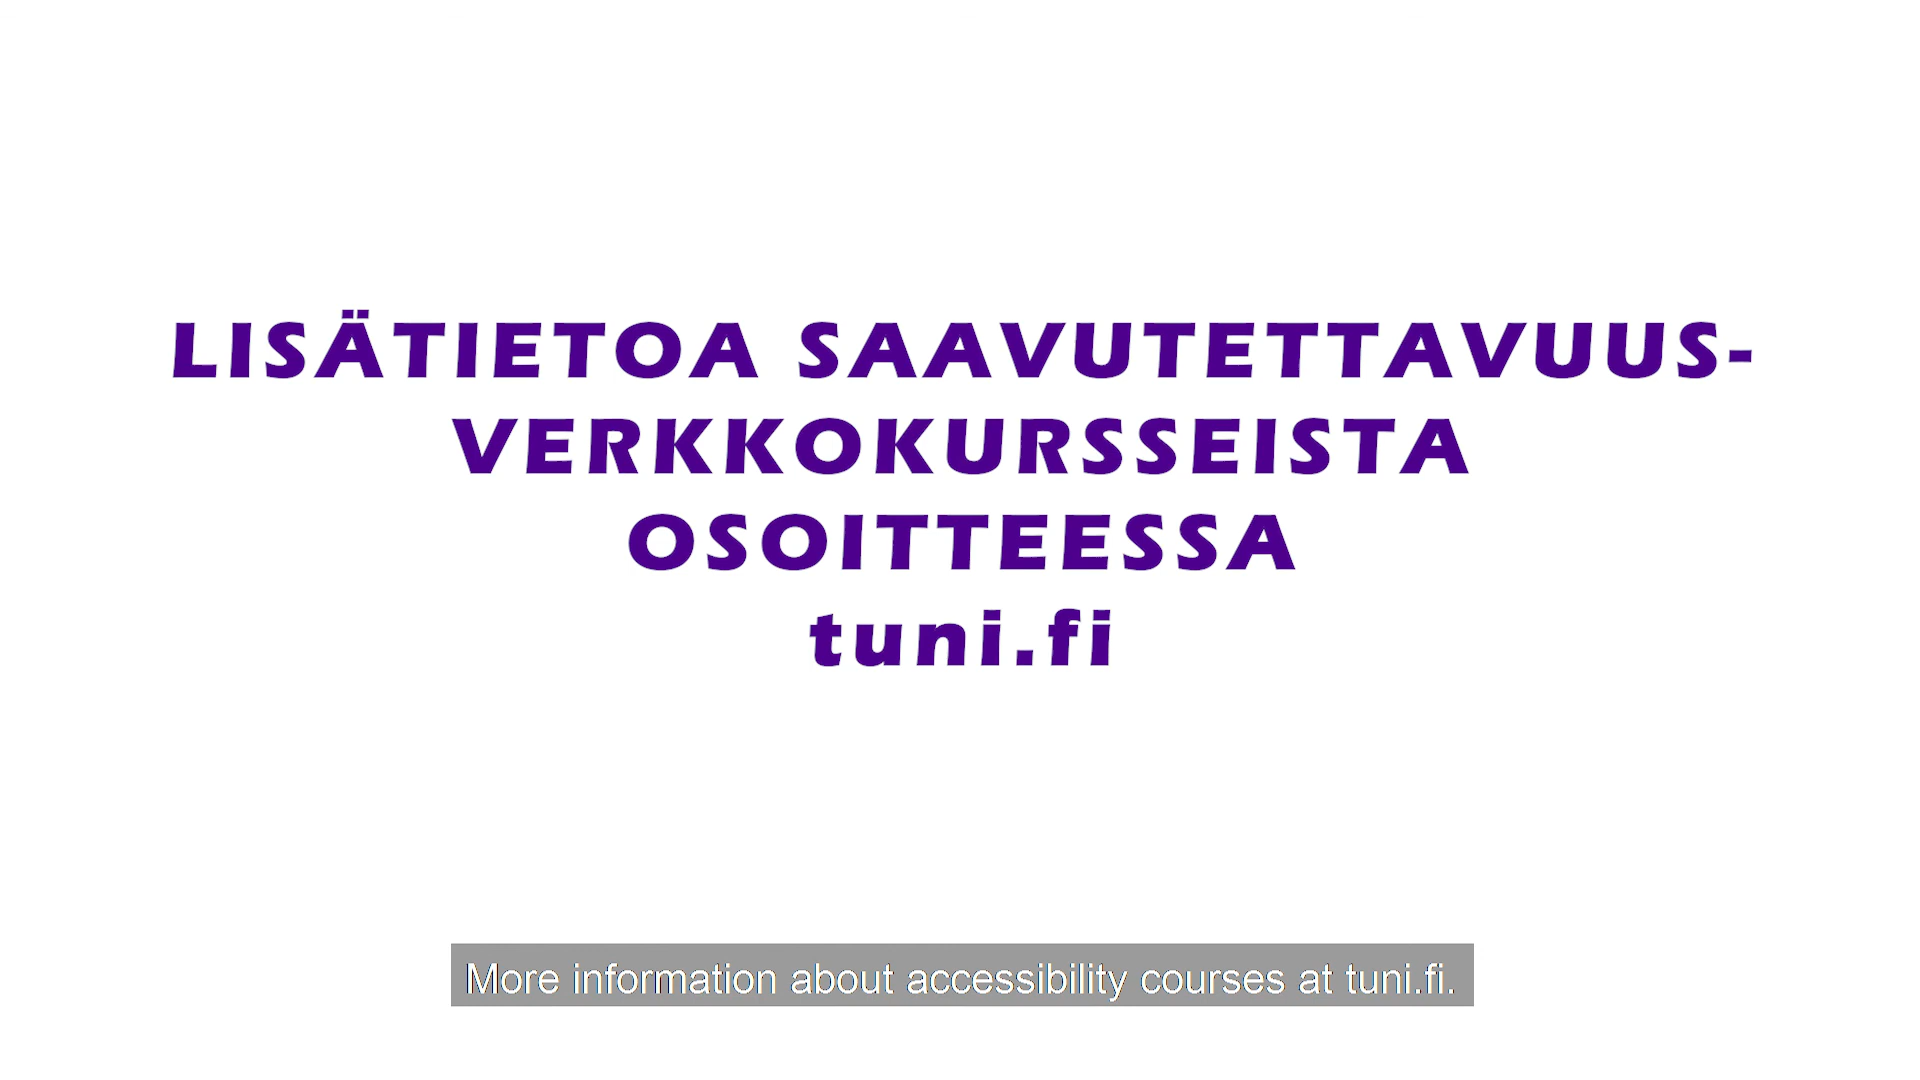 LISÄTIETOA SAAVUTETTAVUUS-
VERKKOKURSSEISTA
OSOITTEESSA
tuni.fi
More information about accessibility courses at tuni.fi.